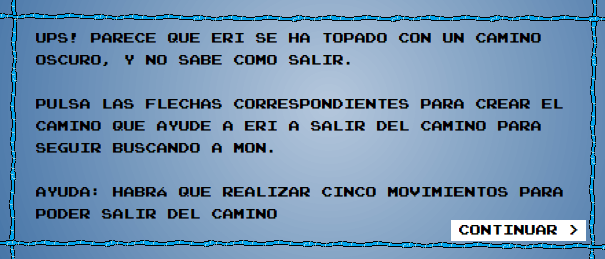 UPS! PARECE QUE ERI SE HA TOPADO CON UN CAMINO
OSCURO, Y NO SABE COMO SALIR.
PULSA LAS FLECHAS CORRESPONDIENTES PARA CREAR EL
CAMINO QUE AYUDE A ERI A SALIR DEL CAMINO PARA
SEGUIR BUSCANDO A MON.
AYUDA: HABRá QUE REALIZAR CINCO MOVIMIENTOS PARA
PODER SALIR DEL CAMINO
CONTINUAR >